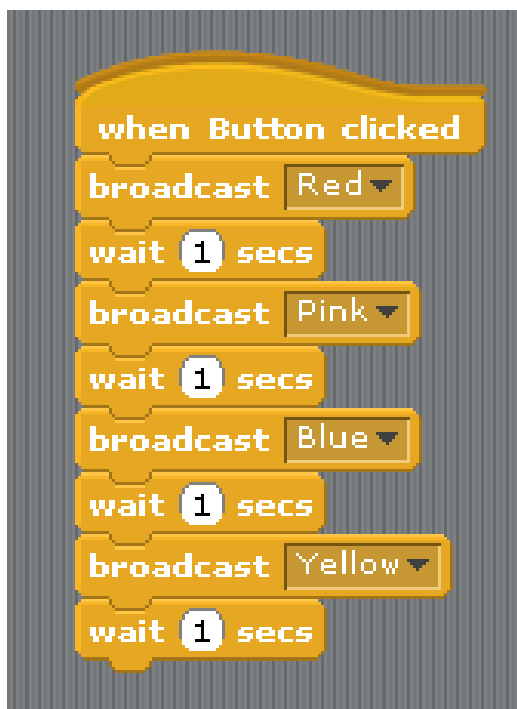 when Button clicked
broadcast Red
wait 1 secs
broadcast Pink
wait 1 secs
broadcast Blue
wait 1 secs
broadcast Yellow
wait 1 secs